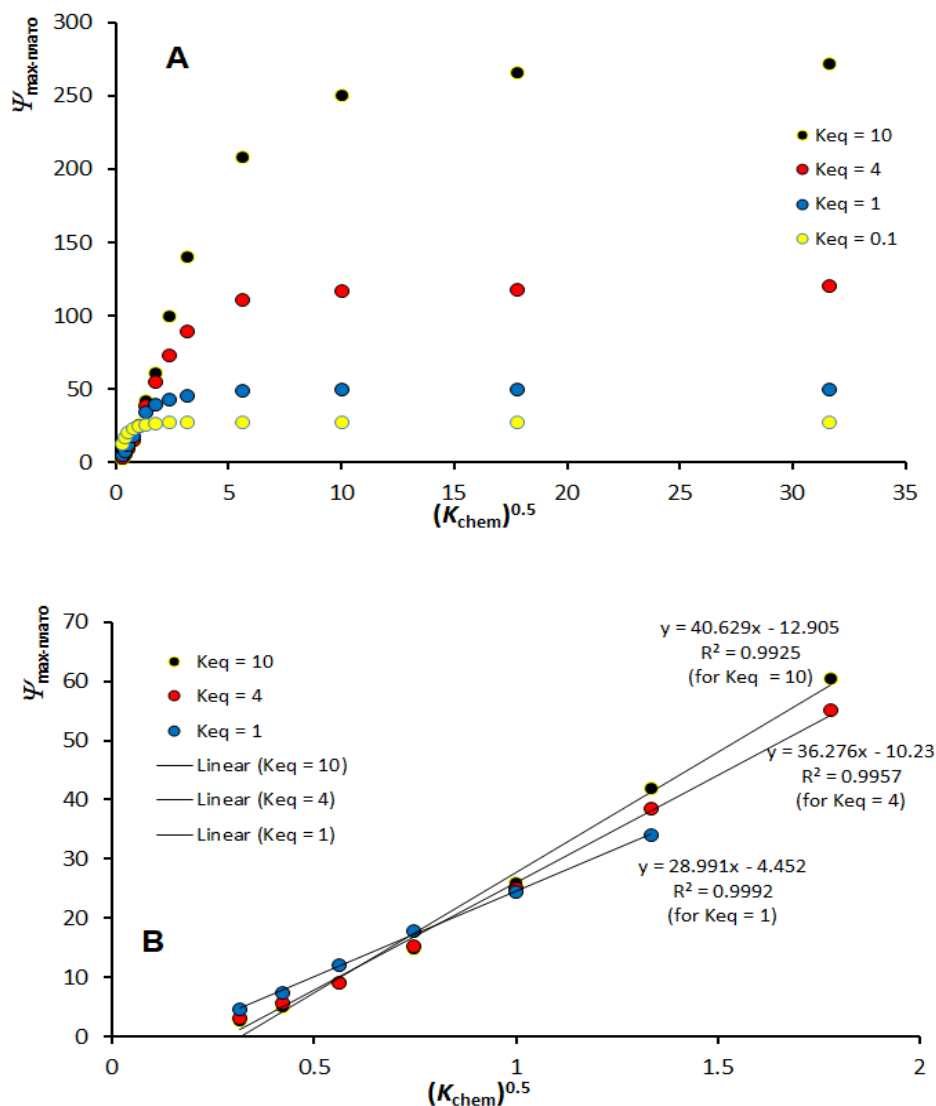 A
Ψmax-плато
300
250
200
150
100
50
0
0 5 10 15 20 25 30 35
(Kchem)^0.5
Keq = 10
Keq = 4
Keq = 1
Keq = 0.1
B
Ψmax-плато
70
60
50
40
30
20
10
0
0 0.5 1 1.5 2
(Kchem)^0.5
Keq = 10
Keq = 4
Keq = 1
Linear (Keq = 10)
Linear (Keq = 4)
Linear (Keq = 1)
y = 40.629x - 12.905
R² = 0.9925
(for Keq = 10)
y = 36.276x - 10.23
R² = 0.9957
(for Keq = 4)
y = 28.991x - 4.452
R² = 0.9992
(for Keq = 1)